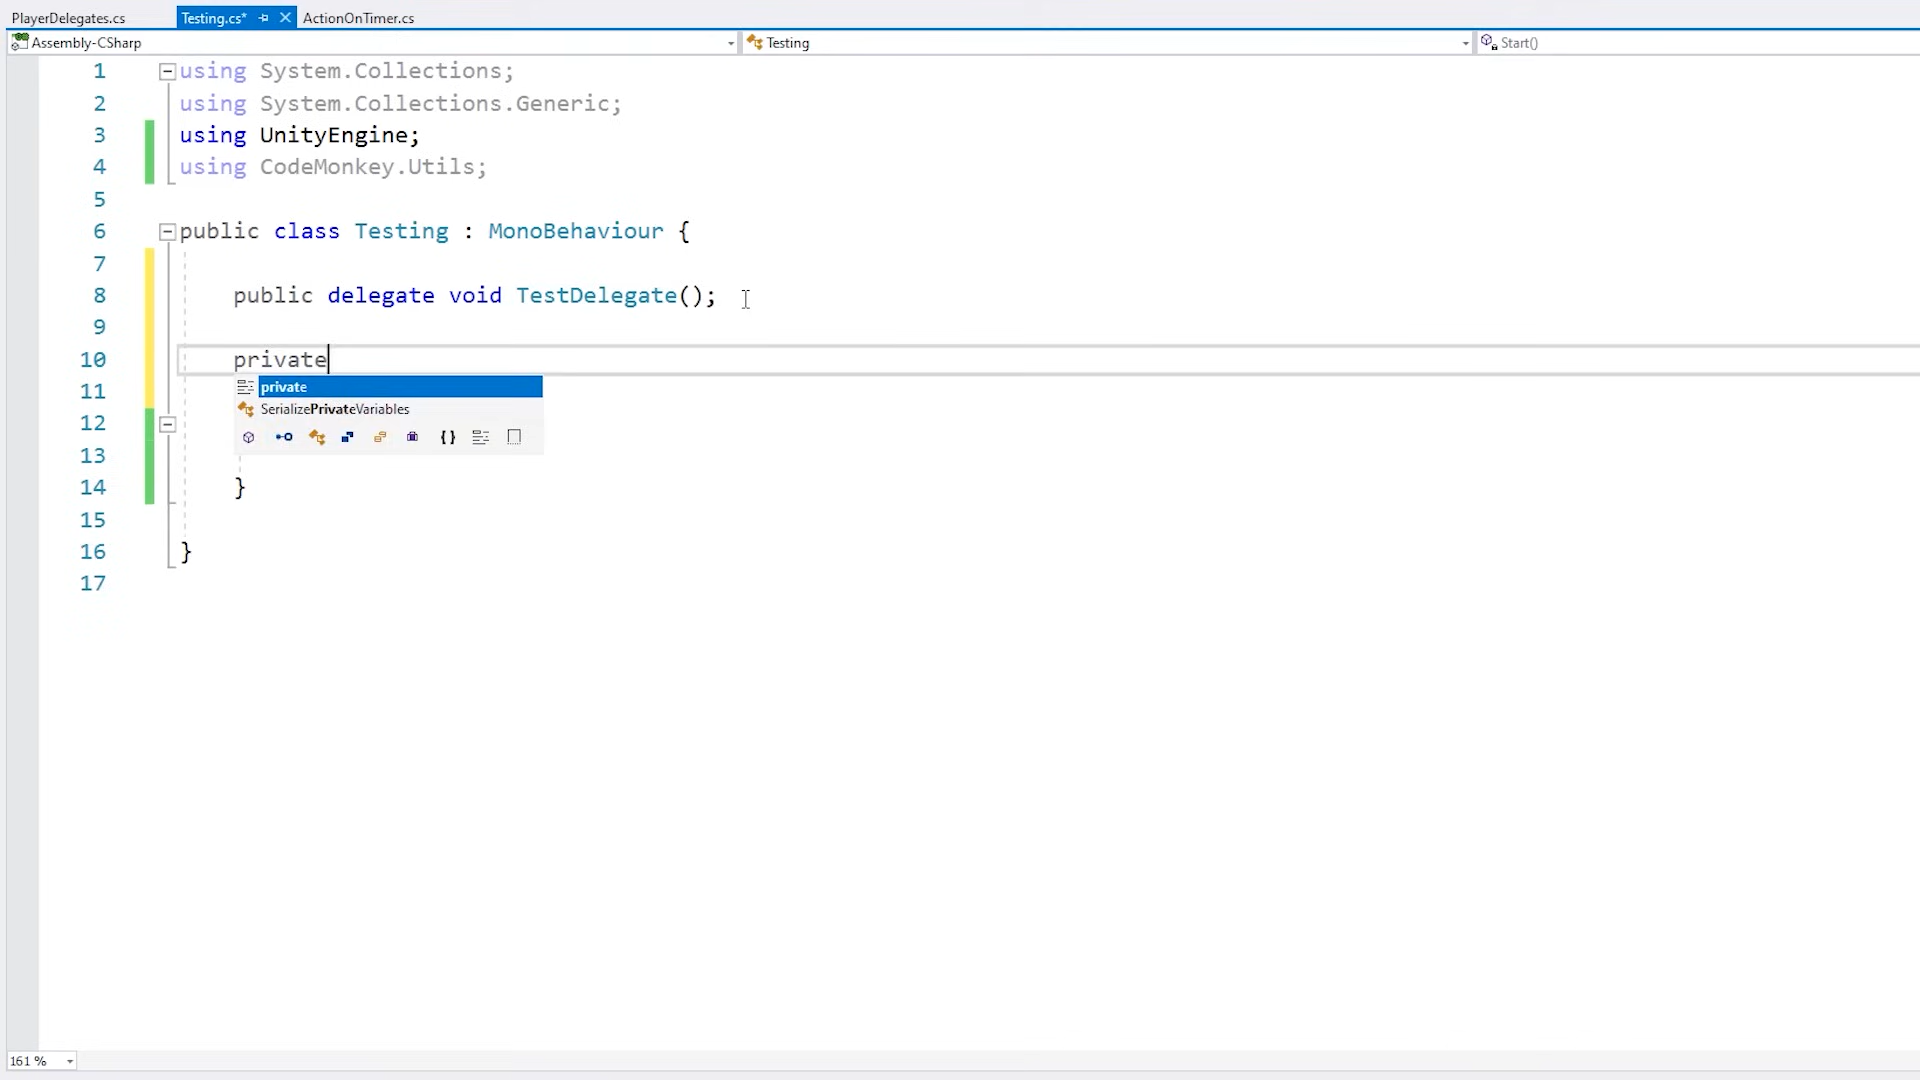 PlayerDelegates.cs Testing.cs* ActionOnTimer.cs
Assembly-CSharp Testing Start()
1 using System.Collections;
2 using System.Collections.Generic;
3 using UnityEngine;
4 using CodeMonkey.Utils;
5
6 public class Testing : MonoBehaviour {
7
8 public delegate void TestDelegate();
9
10 private
private
11
SerializePrivateVariables
12
{ }
13
14 }
15
16 }
17
161 %